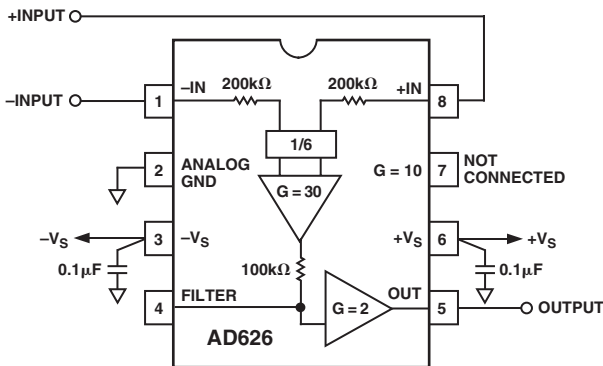 +INPUT
–INPUT
–IN
200kΩ
200kΩ
+IN
1
8
1/6
2
ANALOG
GND
G = 30
G = 10
7
NOT
CONNECTED
–VS
3
–VS
+VS
6
+VS
0.1µF
100kΩ
0.1µF
4
FILTER
G = 2
OUT
5
OUTPUT
AD626